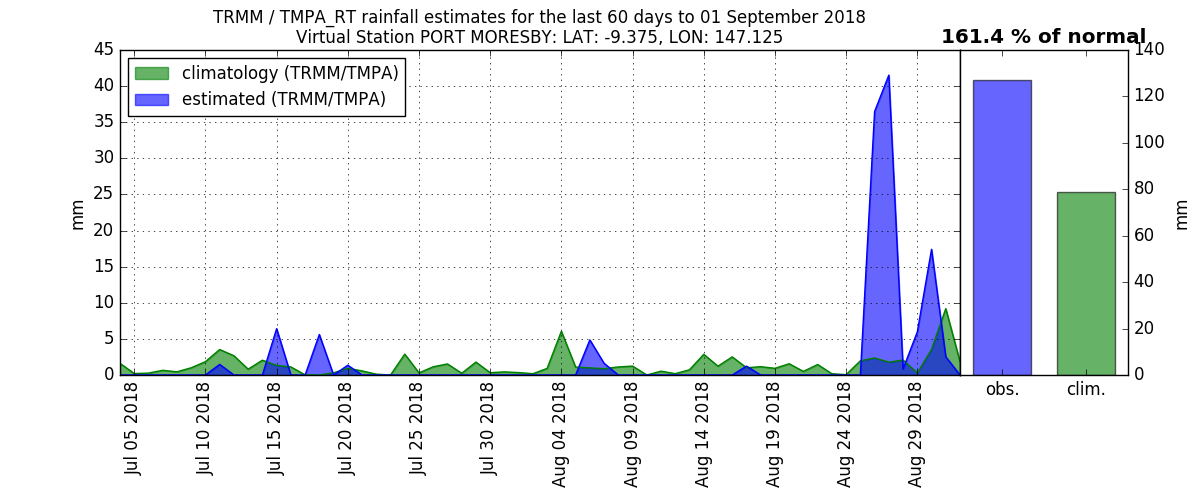 TRMM / TMPA_RT rainfall estimates for the last 60 days to 01 September 2018
Virtual Station PORT MORESBY: LAT: -9.375, LON: 147.125
161.4 % of normal
climatology (TRMM/TMPA)
estimated (TRMM/TMPA)
mm
45
40
35
30
25
20
15
10
5
0
Jul 05 2018
Jul 10 2018
Jul 15 2018
Jul 20 2018
Jul 25 2018
Jul 30 2018
Aug 04 2018
Aug 09 2018
Aug 14 2018
Aug 19 2018
Aug 24 2018
Aug 29 2018
obs.
clim.
140
120
100
80
60
40
20
0
mm